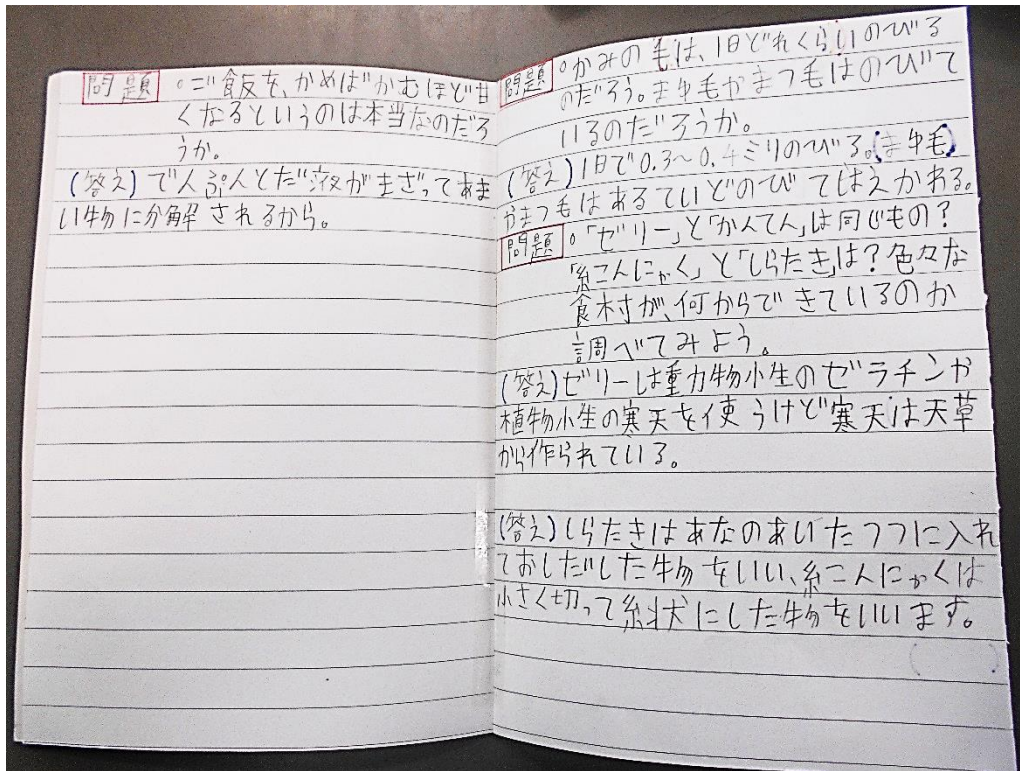 問題 ◦ご飯を、かめばかむほど甘
くなるというのは本当なのだろ
うか。
(答え)でんぷんとだ液がまざってあま
い物に分解されるから。
問題 ◦かみの毛は、1日どれくらいのびる
のだろう。まゆ毛やまつ毛はのびて
いるのだろうか。
(答え)1日で0.3〜0.4ミリのびる。(まゆ毛)
やまつ毛はあるていどのびてはえかわる。
問題 ◦「ゼリー」と「かんてん」は同じもの?
「糸こんにゃく」と「しらたき」は?色々な
食材が、何からできているのか
調べてみよう。
(答え)ゼリーは動物性のゼラチンか
植物性の寒天を使うけど寒天は天草
から作られている。
(答え)しらたきはあなのあいたつつに入れ
ておしだした物をいい、糸こんにゃくは
小さく切って糸状にした物をいいます。
( )